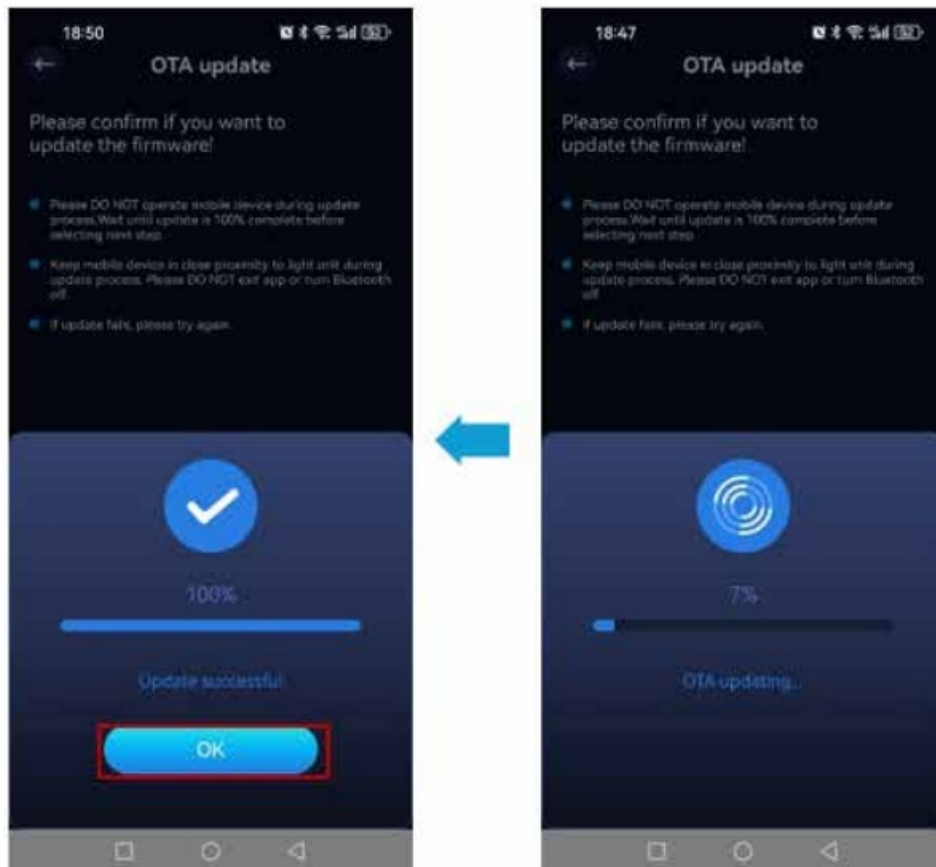 18:50
52
OTA update
Please confirm if you want to
update the firmware!
Please DO NOT operate mobile device during update
process.Wait until update is 100% complete before
selecting next step.
Keep mobile device in close proximity to light unit during
update process. Please DO NOT exit app or turn Bluetooth
off
If update fails, please try again.
100%
Update successful
OK
18:47
52
OTA update
Please confirm if you want to
update the firmware!
Please DO NOT operate mobile device during update
process.Wait until update is 100% complete before
selecting next step.
Keep mobile device in close proximity to light unit during
update process. Please DO NOT exit app or turn Bluetooth
off
If update fails, please try again.
7%
OTA updating...